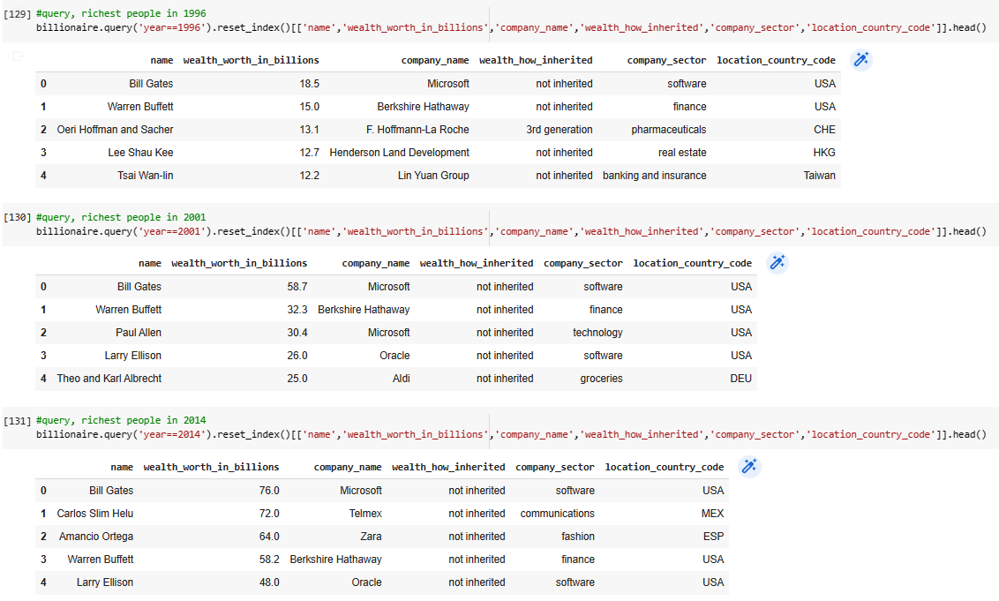 [129] #query, richest people in 1996
billionaire.query('year==1996').reset_index()[['name','wealth_worth_in_billions','company_name','wealth_how_inherited','company_sector','location_country_code']].head()
name wealth_worth_in_billions company_name wealth_how_inherited company_sector location_country_code
0 Bill Gates 18.5 Microsoft not inherited software USA
1 Warren Buffett 15.0 Berkshire Hathaway not inherited finance USA
2 Oeri Hoffman and Sacher 13.1 F. Hoffmann-La Roche 3rd generation pharmaceuticals CHE
3 Lee Shau Kee 12.7 Henderson Land Development not inherited real estate HKG
4 Tsai Wan-lin 12.2 Lin Yuan Group not inherited banking and insurance Taiwan
[130] #query, richest people in 2001
billionaire.query('year==2001').reset_index()[['name','wealth_worth_in_billions','company_name','wealth_how_inherited','company_sector','location_country_code']].head()
name wealth_worth_in_billions company_name wealth_how_inherited company_sector location_country_code
0 Bill Gates 58.7 Microsoft not inherited software USA
1 Warren Buffett 32.3 Berkshire Hathaway not inherited finance USA
2 Paul Allen 30.4 Microsoft not inherited technology USA
3 Larry Ellison 26.0 Oracle not inherited software USA
4 Theo and Karl Albrecht 25.0 Aldi not inherited groceries DEU
[131] #query, richest people in 2014
billionaire.query('year==2014').reset_index()[['name','wealth_worth_in_billions','company_name','wealth_how_inherited','company_sector','location_country_code']].head()
name wealth_worth_in_billions company_name wealth_how_inherited company_sector location_country_code
0 Bill Gates 76.0 Microsoft not inherited software USA
1 Carlos Slim Helu 72.0 Telmex not inherited communications MEX
2 Amancio Ortega 64.0 Zara not inherited fashion ESP
3 Warren Buffett 58.2 Berkshire Hathaway not inherited finance USA
4 Larry Ellison 48.0 Oracle not inherited software USA